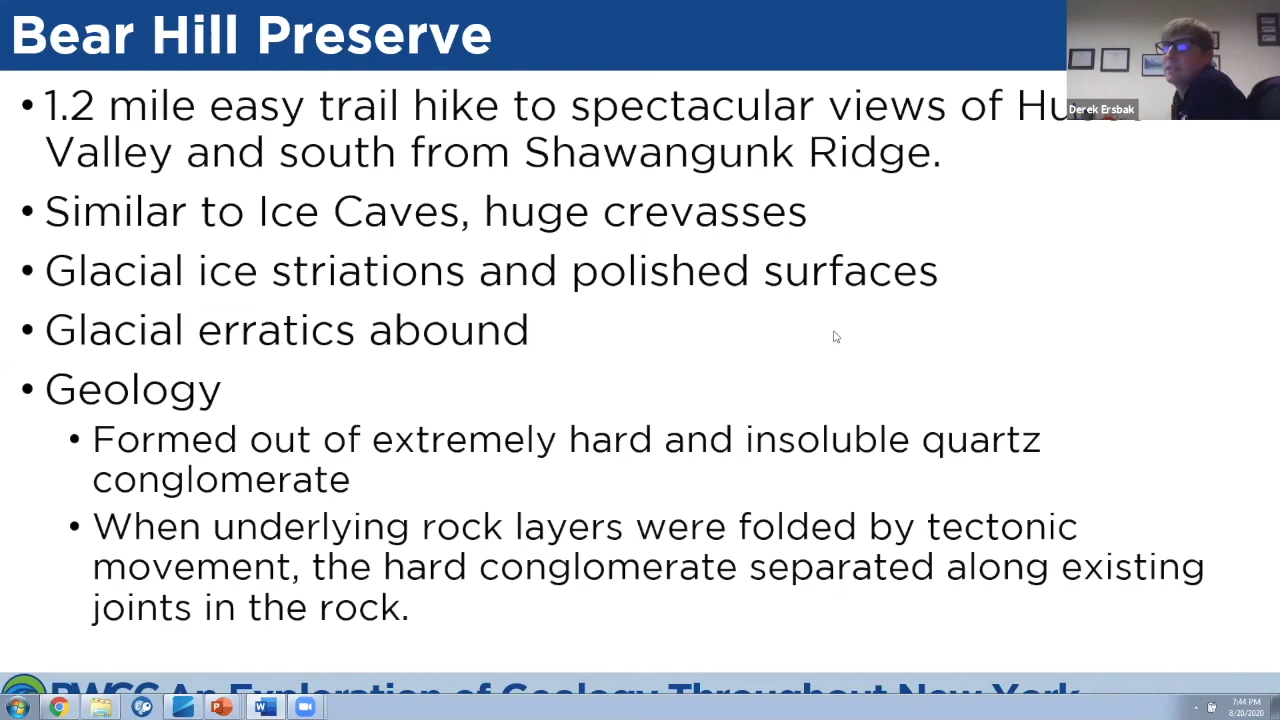 Bear Hill Preserve
Derek Ersbak
• 1.2 mile easy trail hike to spectacular views of
Valley and south from Shawangunk Ridge.
• Similar to Ice Caves, huge crevasses
• Glacial ice striations and polished surfaces
• Glacial erratics abound
• Geology
• Formed out of extremely hard and insoluble quartz
conglomerate
• When underlying rock layers were folded by tectonic
movement, the hard conglomerate separated along existing
joints in the rock.
PWGC An Exploration of Geology Throughout New York
7:44 PM
8/20/2020